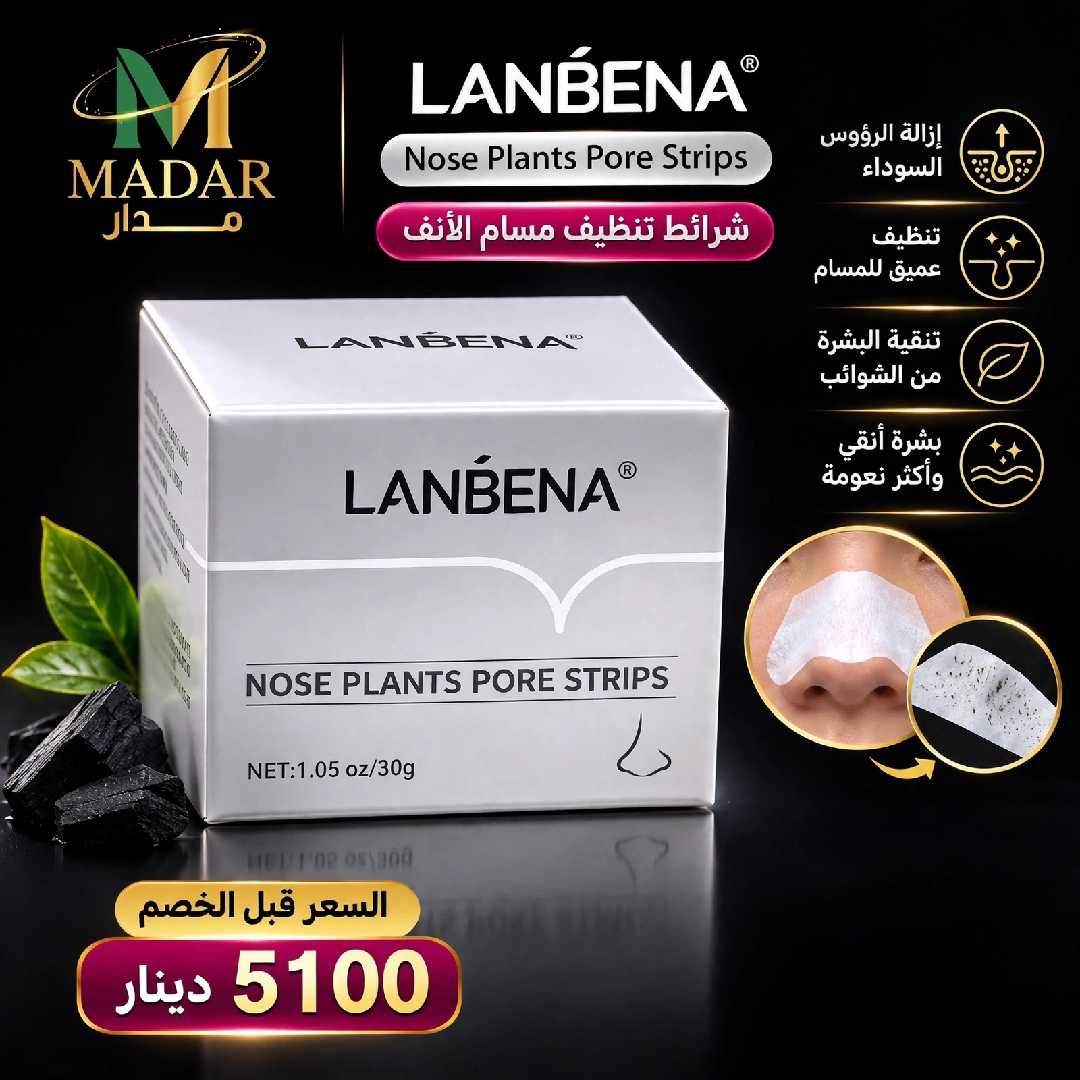 MADAR
مدار
LANBENA®
Nose Plants Pore Strips
شرائط تنظيف مسام الأنف
إزالة الرؤوس
السوداء
تنظيف
عميق للمسام
تنقية البشرة
من الشوائب
بشرة أنقي
وأكثر نعومة
LANBENA®
LANBENA®
NOSE PLANTS PORE STRIPS
NET:1.05 oz/30g
السعر قبل الخصم
5100 دينار